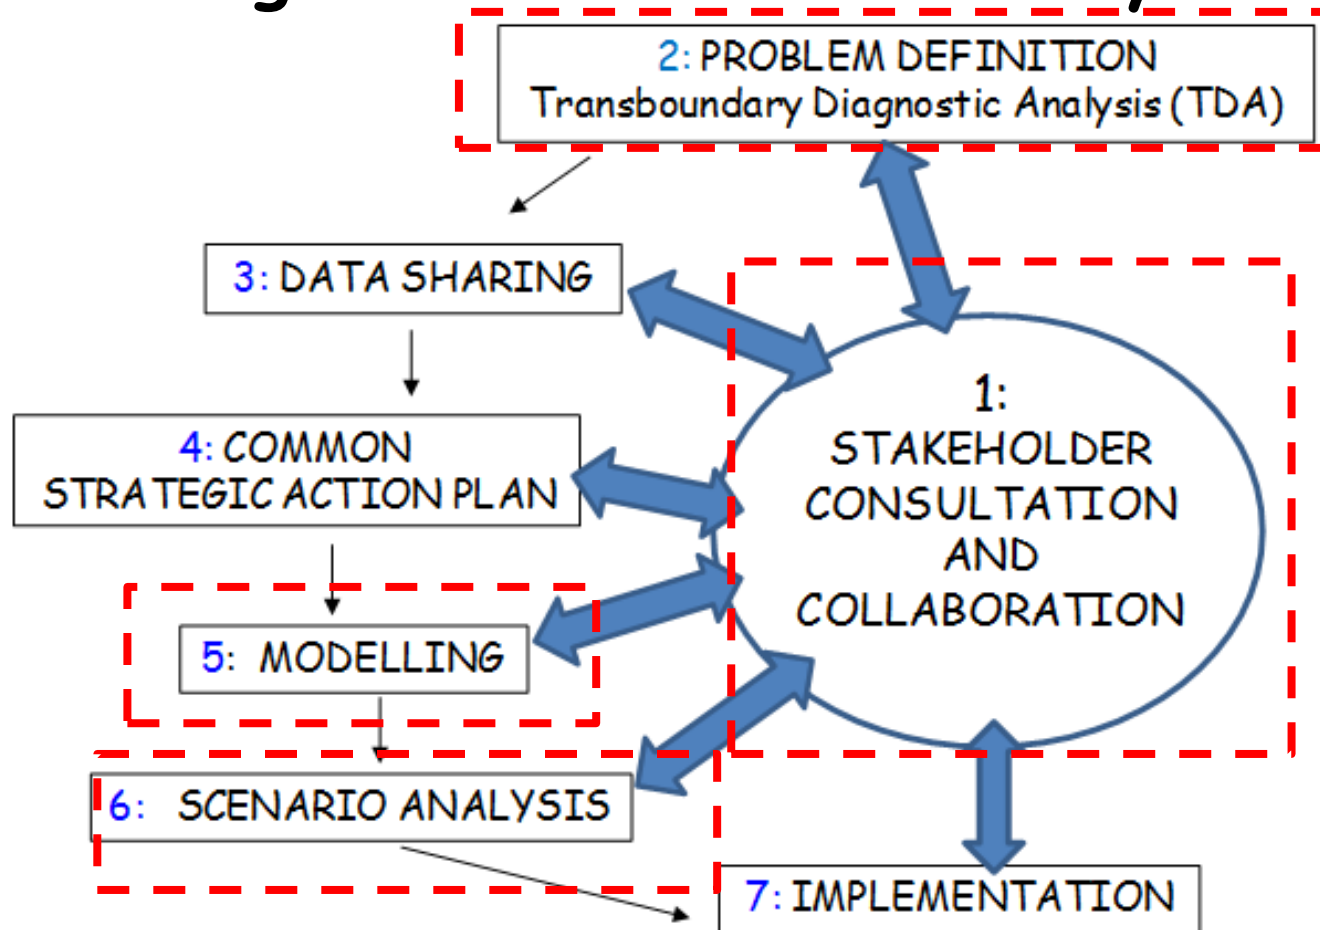 2: PROBLEM DEFINITION
Transboundary Diagnostic Analysis (TDA)
3: DATA SHARING
4: COMMON
STRATEGIC ACTION PLAN
1:
STAKEHOLDER
CONSULTATION
AND
COLLABORATION
5: MODELLING
6: SCENARIO ANALYSIS
7: IMPLEMENTATION